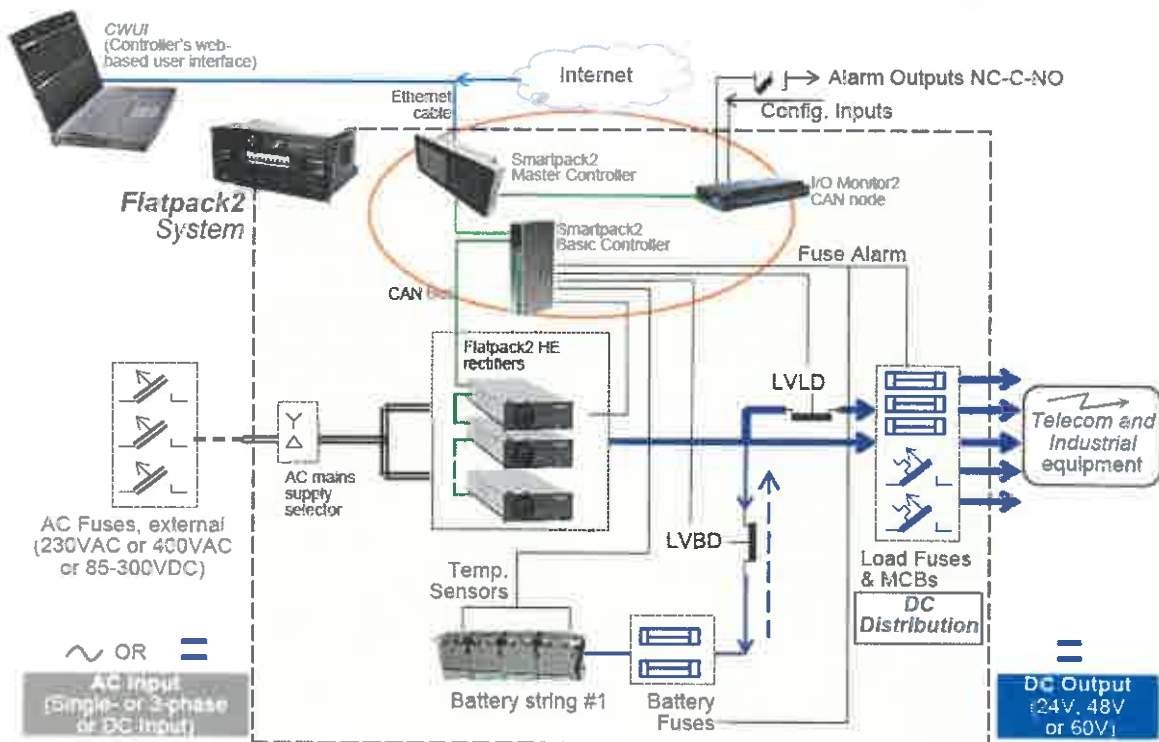 CWUI
(Controller's web-
based user interface)
Internet
Alarm Outputs NC-C-NO
Config. Inputs
Ethernet
cable
Smartpack2
Master Controller
I/O Monitor2
CAN node
Flatpack2
System
Smartpack2
Basic Controller
Fuse Alarm
CAN
Flatpack2 HE
rectifiers
LVLD
Telecom and
Industrial
equipment
AC mains
supply
selector
AC Fuses, external
(230VAC or 400VAC
or 85-300VDC)
LVBD
Load Fuses
& MCBs
Temp.
Sensors
DC
Distribution
OR
AC Input
(Single- or 3-phase
or DC Input)
Battery string #1
Battery
Fuses
DC Output
(24V, 48V
or 60V)